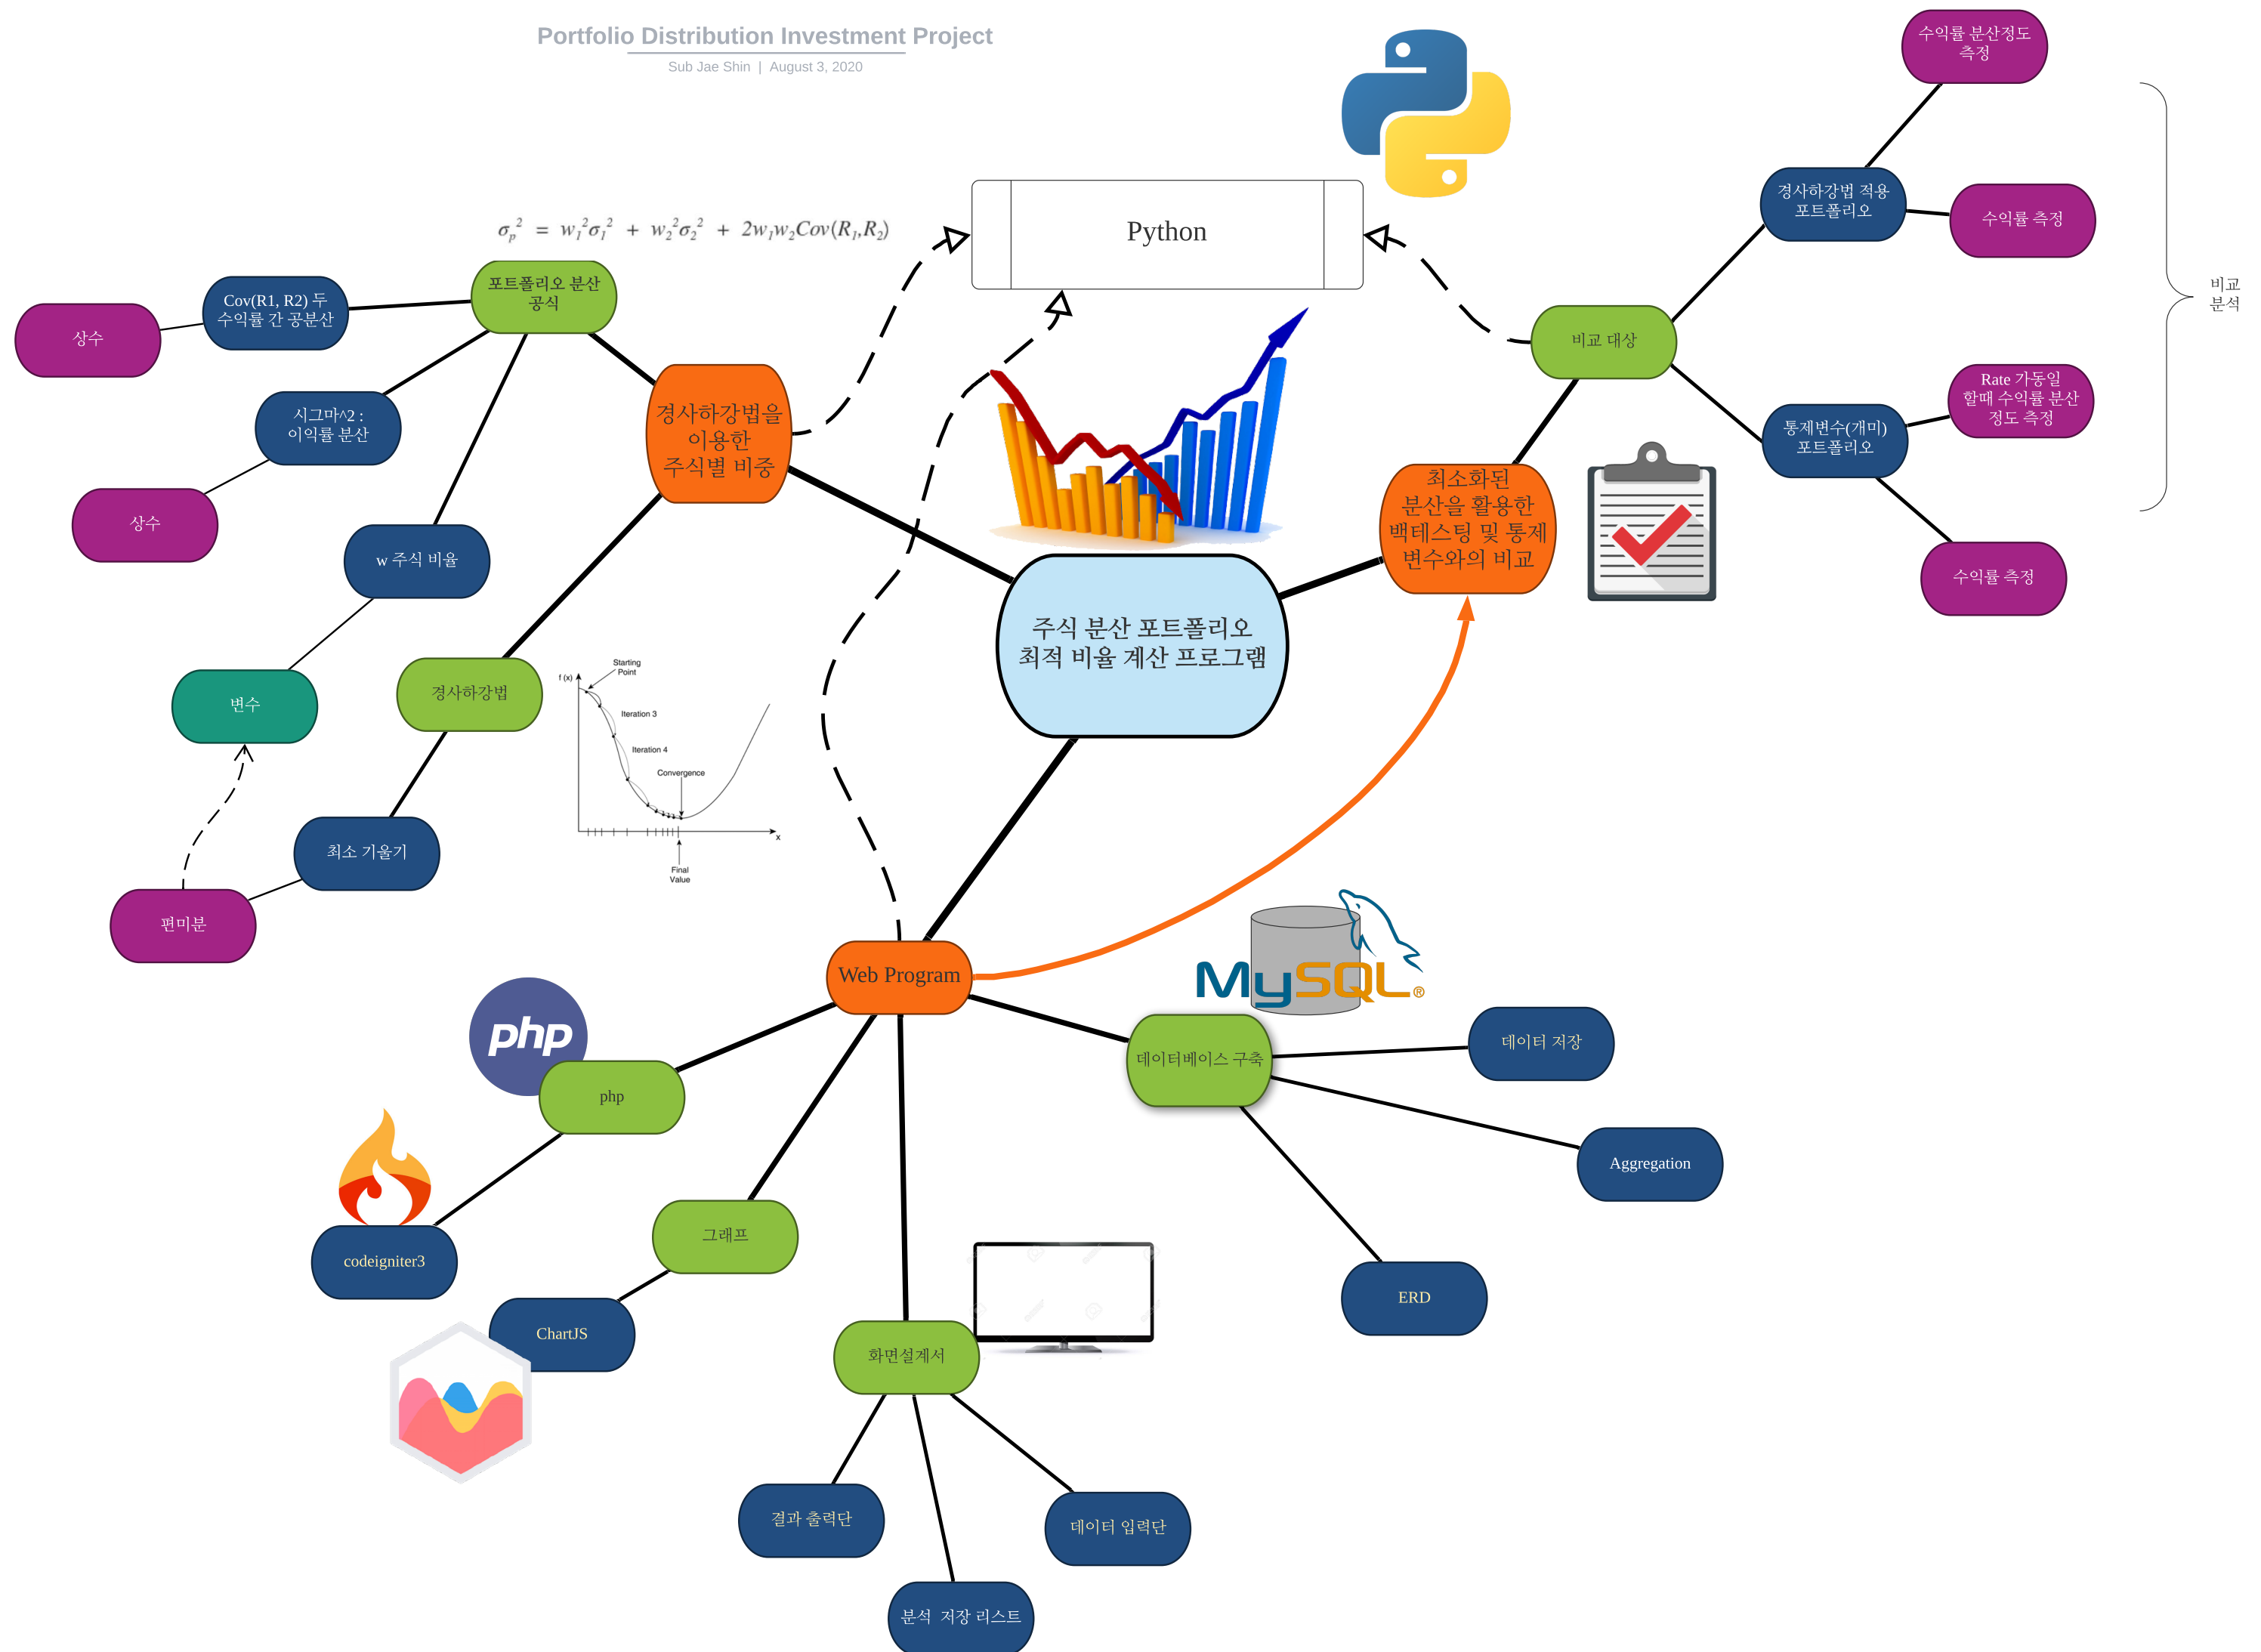 Portfolio Distribution Investment Project
Sub Jae Shin | August 3, 2020
수익률 분산정도
측정
경사하강법 적용
포트폴리오
수익률 측정
Python
σp² = w₁²σ₁² + w₂²σ₂² + 2w₁w₂Cov(R₁,R₂)
포트폴리오 분산
공식
Cov(R1, R2) 두
수익률 간 공분산
상수
비교
분석
비교 대상
시그마^2 :
이익률 분산
상수
경사하강법을
이용한
주식별 비중
Rate 가동일
할때 수익률 분산
정도 측정
통제변수(개미)
포트폴리오
최소화된
분산을 활용한
백테스팅 및 통제
변수와의 비교
수익률 측정
w 주식 비율
주식 분산 포트폴리오
최적 비율 계산 프로그램
변수
경사하강법
Starting
Point
f (x)
Iteration 3
Iteration 4
Convergence
x
Final
Value
최소 기울기
편미분
Web Program
MySQL®
데이터베이스 구축
데이터 저장
Aggregation
ERD
php
php
codeigniter3
그래프
ChartJS
화면설계서
결과 출력단
데이터 입력단
분석 저장 리스트